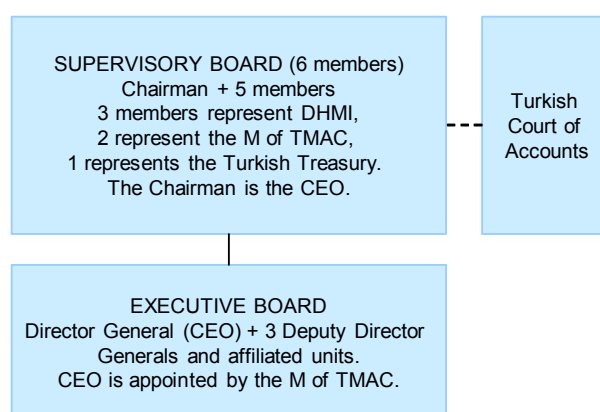 SUPERVISORY BOARD (6 members)
Chairman + 5 members
3 members represent DHMI,
2 represent the M of TMAC,
1 represents the Turkish Treasury.
The Chairman is the CEO.
Turkish
Court of
Accounts
EXECUTIVE BOARD
Director General (CEO) + 3 Deputy Director
Generals and affiliated units.
CEO is appointed by the M of TMAC.